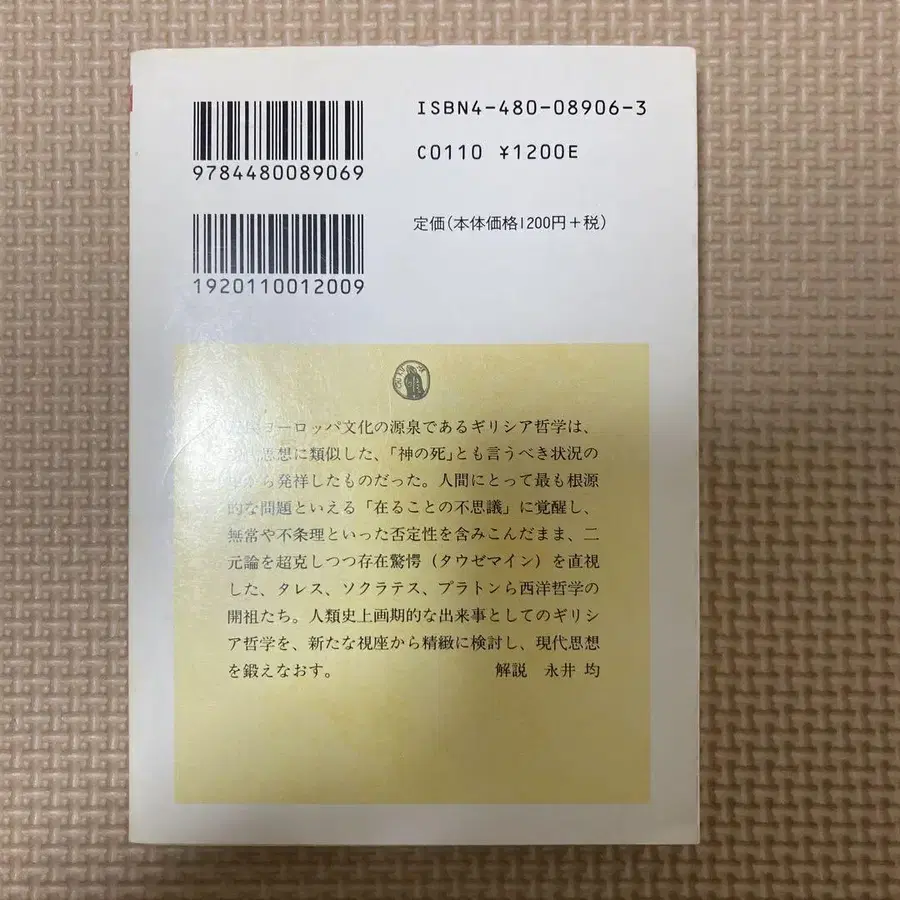 ISBN4-480-08906-3
C0110 ¥1200E
9784480089069
定価(本体価格1200円+税)
1920110012009
ヨーロッパ文化の源泉であるギリシア哲学は、
思想に類似した、「神の死」とも言うべき状況の
から発祥したものだった。人間にとって最も根源
的な問題といえる「在ることの不思議」に覚醒し、
無常や不条理といった否定性を含みこんだまま、二
元論を超克しつつ存在驚愕(タウゼマイン)を直視
した、タレス、ソクラテス、プラトンら西洋哲学の
開祖たち。人類史上画期的な出来事としてのギリシ
ア哲学を、新たな視座から精緻に検討し、現代思想
を鍛えなおす。 解説 永井 均